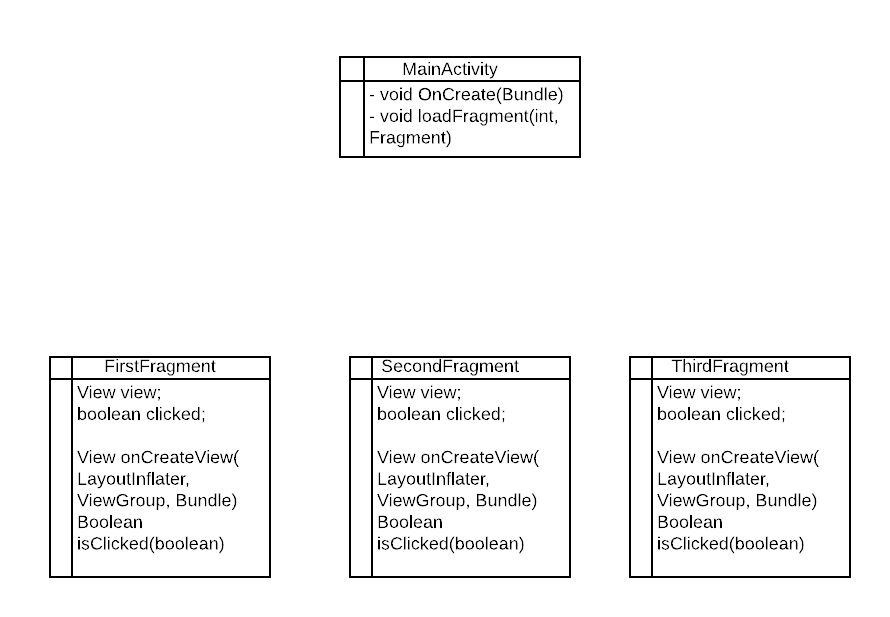 MainActivity
- void OnCreate(Bundle)
- void loadFragment(int,
Fragment)
FirstFragment
View view;
boolean clicked;
View onCreateView(
LayoutInflater,
ViewGroup, Bundle)
Boolean
isClicked(boolean)
SecondFragment
View view;
boolean clicked;
View onCreateView(
LayoutInflater,
ViewGroup, Bundle)
Boolean
isClicked(boolean)
ThirdFragment
View view;
boolean clicked;
View onCreateView(
LayoutInflater,
ViewGroup, Bundle)
Boolean
isClicked(boolean)